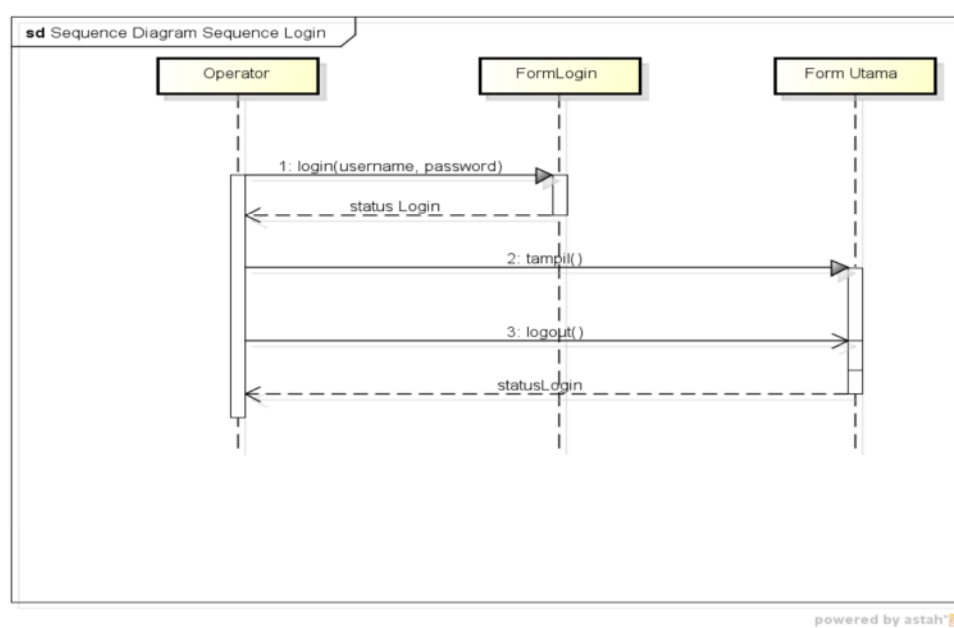 sd Sequence Diagram Sequence Login
Operator
FormLogin
Form Utama
1: login(username, password)
status Login
2: tampil()
3: logout()
statusLogin
powered by astah*